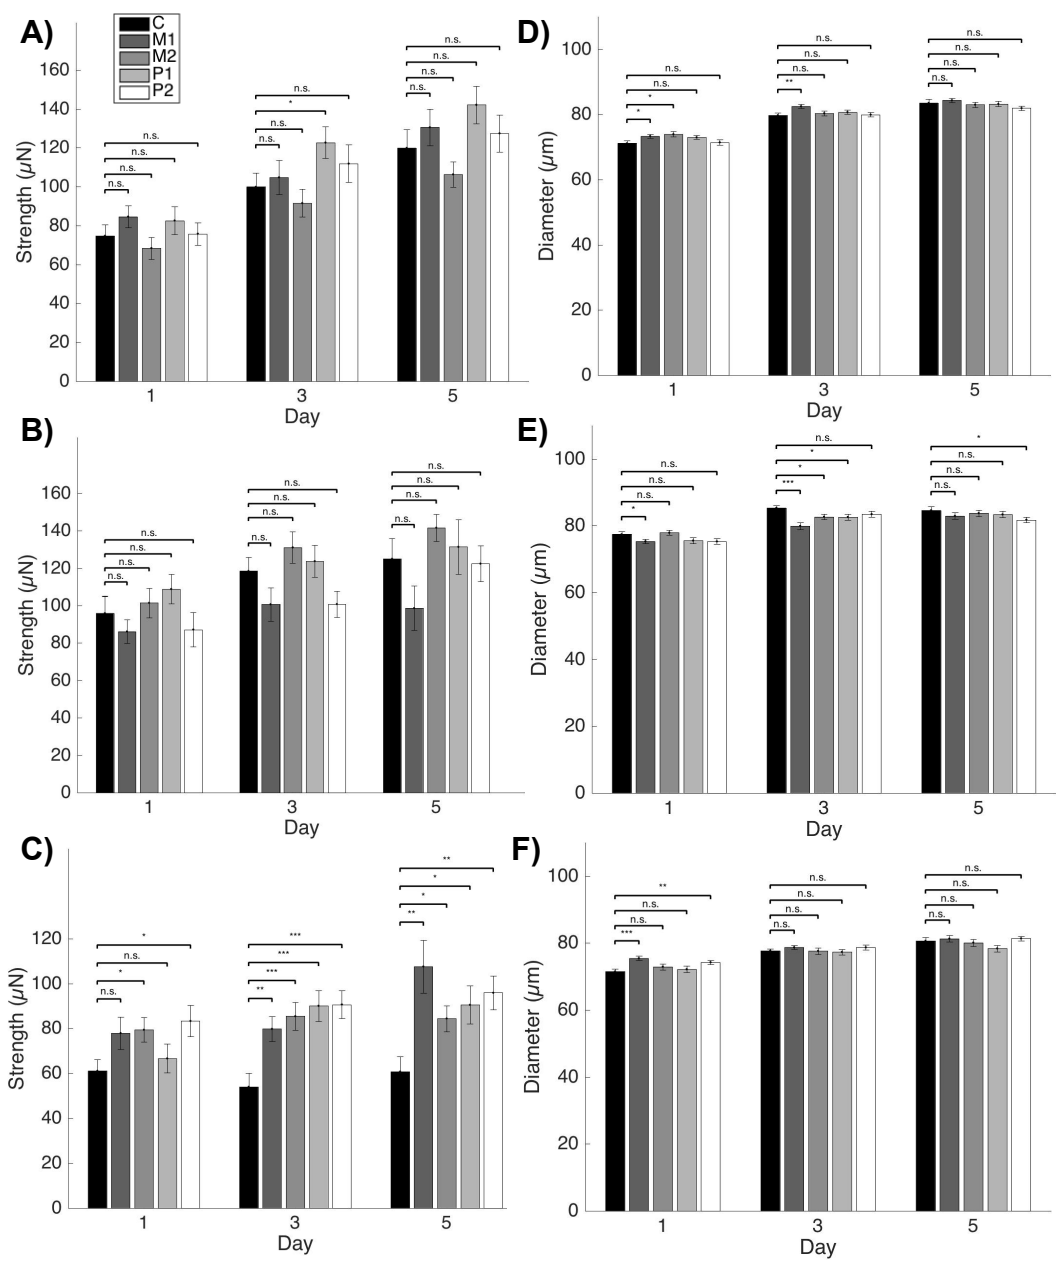 A)
C
M1
M2
P1
P2
Strength (µN)
160
140
120
100
80
60
40
20
0
n.s.
n.s.
n.s.
n.s.
n.s.
*
n.s.
n.s.
n.s.
n.s.
n.s.
n.s.
1
3
5
Day
D)
Diameter (µm)
100
80
60
40
20
0
n.s.
n.s.
*
*
n.s.
n.s.
n.s.
**
n.s.
n.s.
n.s.
n.s.
1
3
5
Day
B)
Strength (µN)
160
140
120
100
80
60
40
20
0
n.s.
n.s.
n.s.
n.s.
n.s.
n.s.
n.s.
n.s.
n.s.
n.s.
n.s.
n.s.
1
3
5
Day
E)
Diameter (µm)
100
80
60
40
20
0
n.s.
n.s.
n.s.
*
n.s.
*
*
***
*
n.s.
n.s.
n.s.
1
3
5
Day
C)
Strength (µN)
120
100
80
60
40
20
0
*
n.s.
*
n.s.
***
***
***
**
**
*
*
**
1
3
5
Day
F)
Diameter (µm)
100
80
60
40
20
0
**
n.s.
n.s.
***
n.s.
n.s.
n.s.
n.s.
n.s.
n.s.
n.s.
n.s.
1
3
5
Day